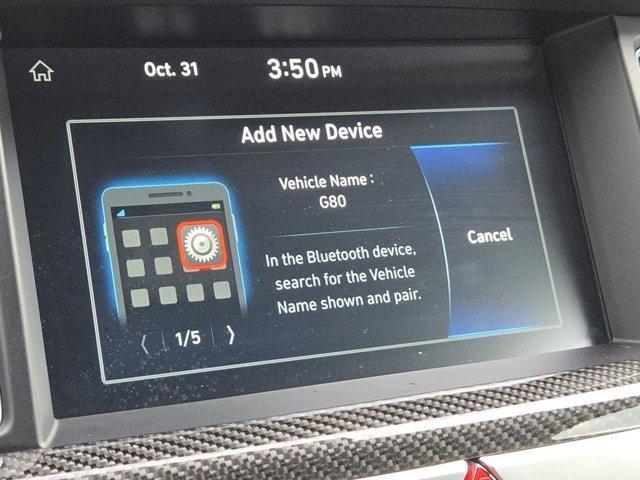 Oct. 31
3:50 PM
Add New Device
Vehicle Name :
G80
In the Bluetooth device,
search for the Vehicle
Name shown and pair.
Cancel
1/5